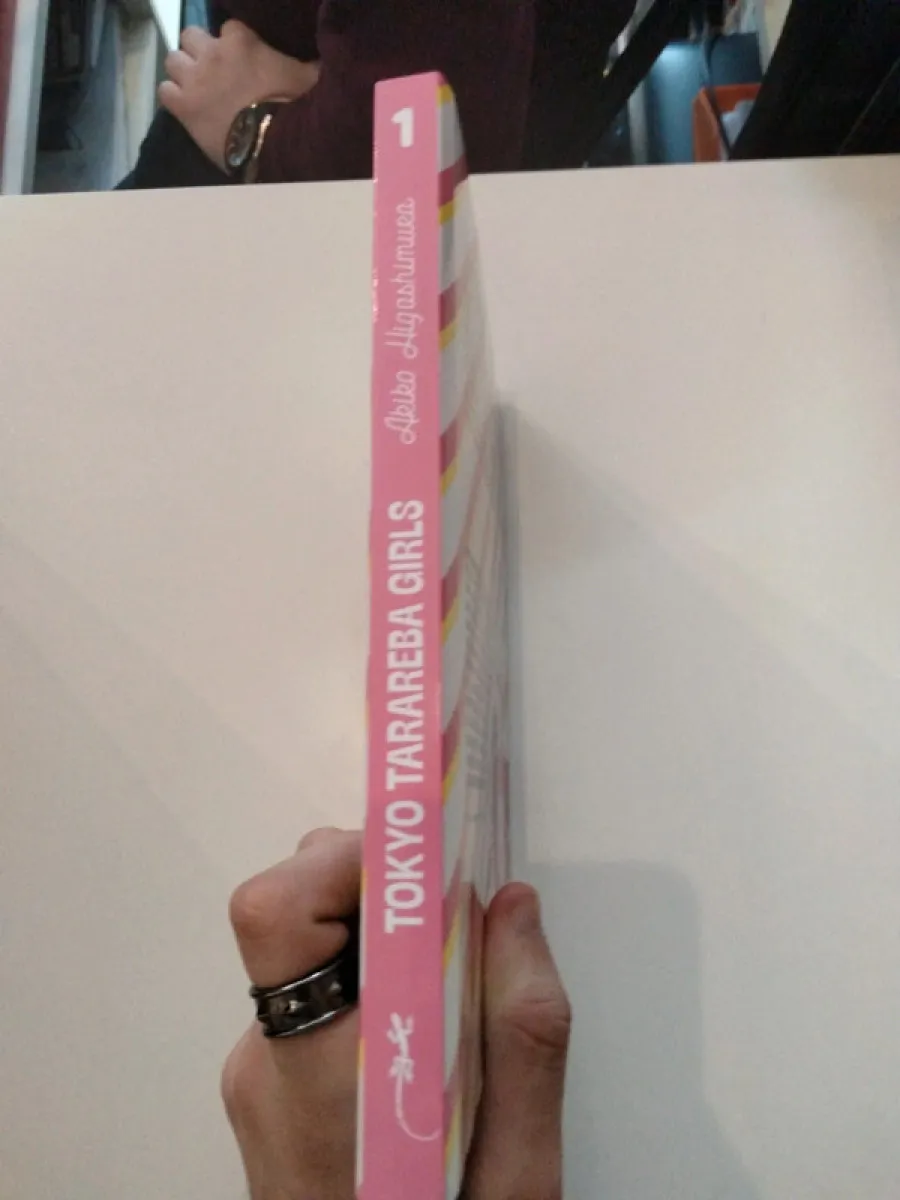 1
Akiko Higashimura
TOKYO TARAREBA GIRLS